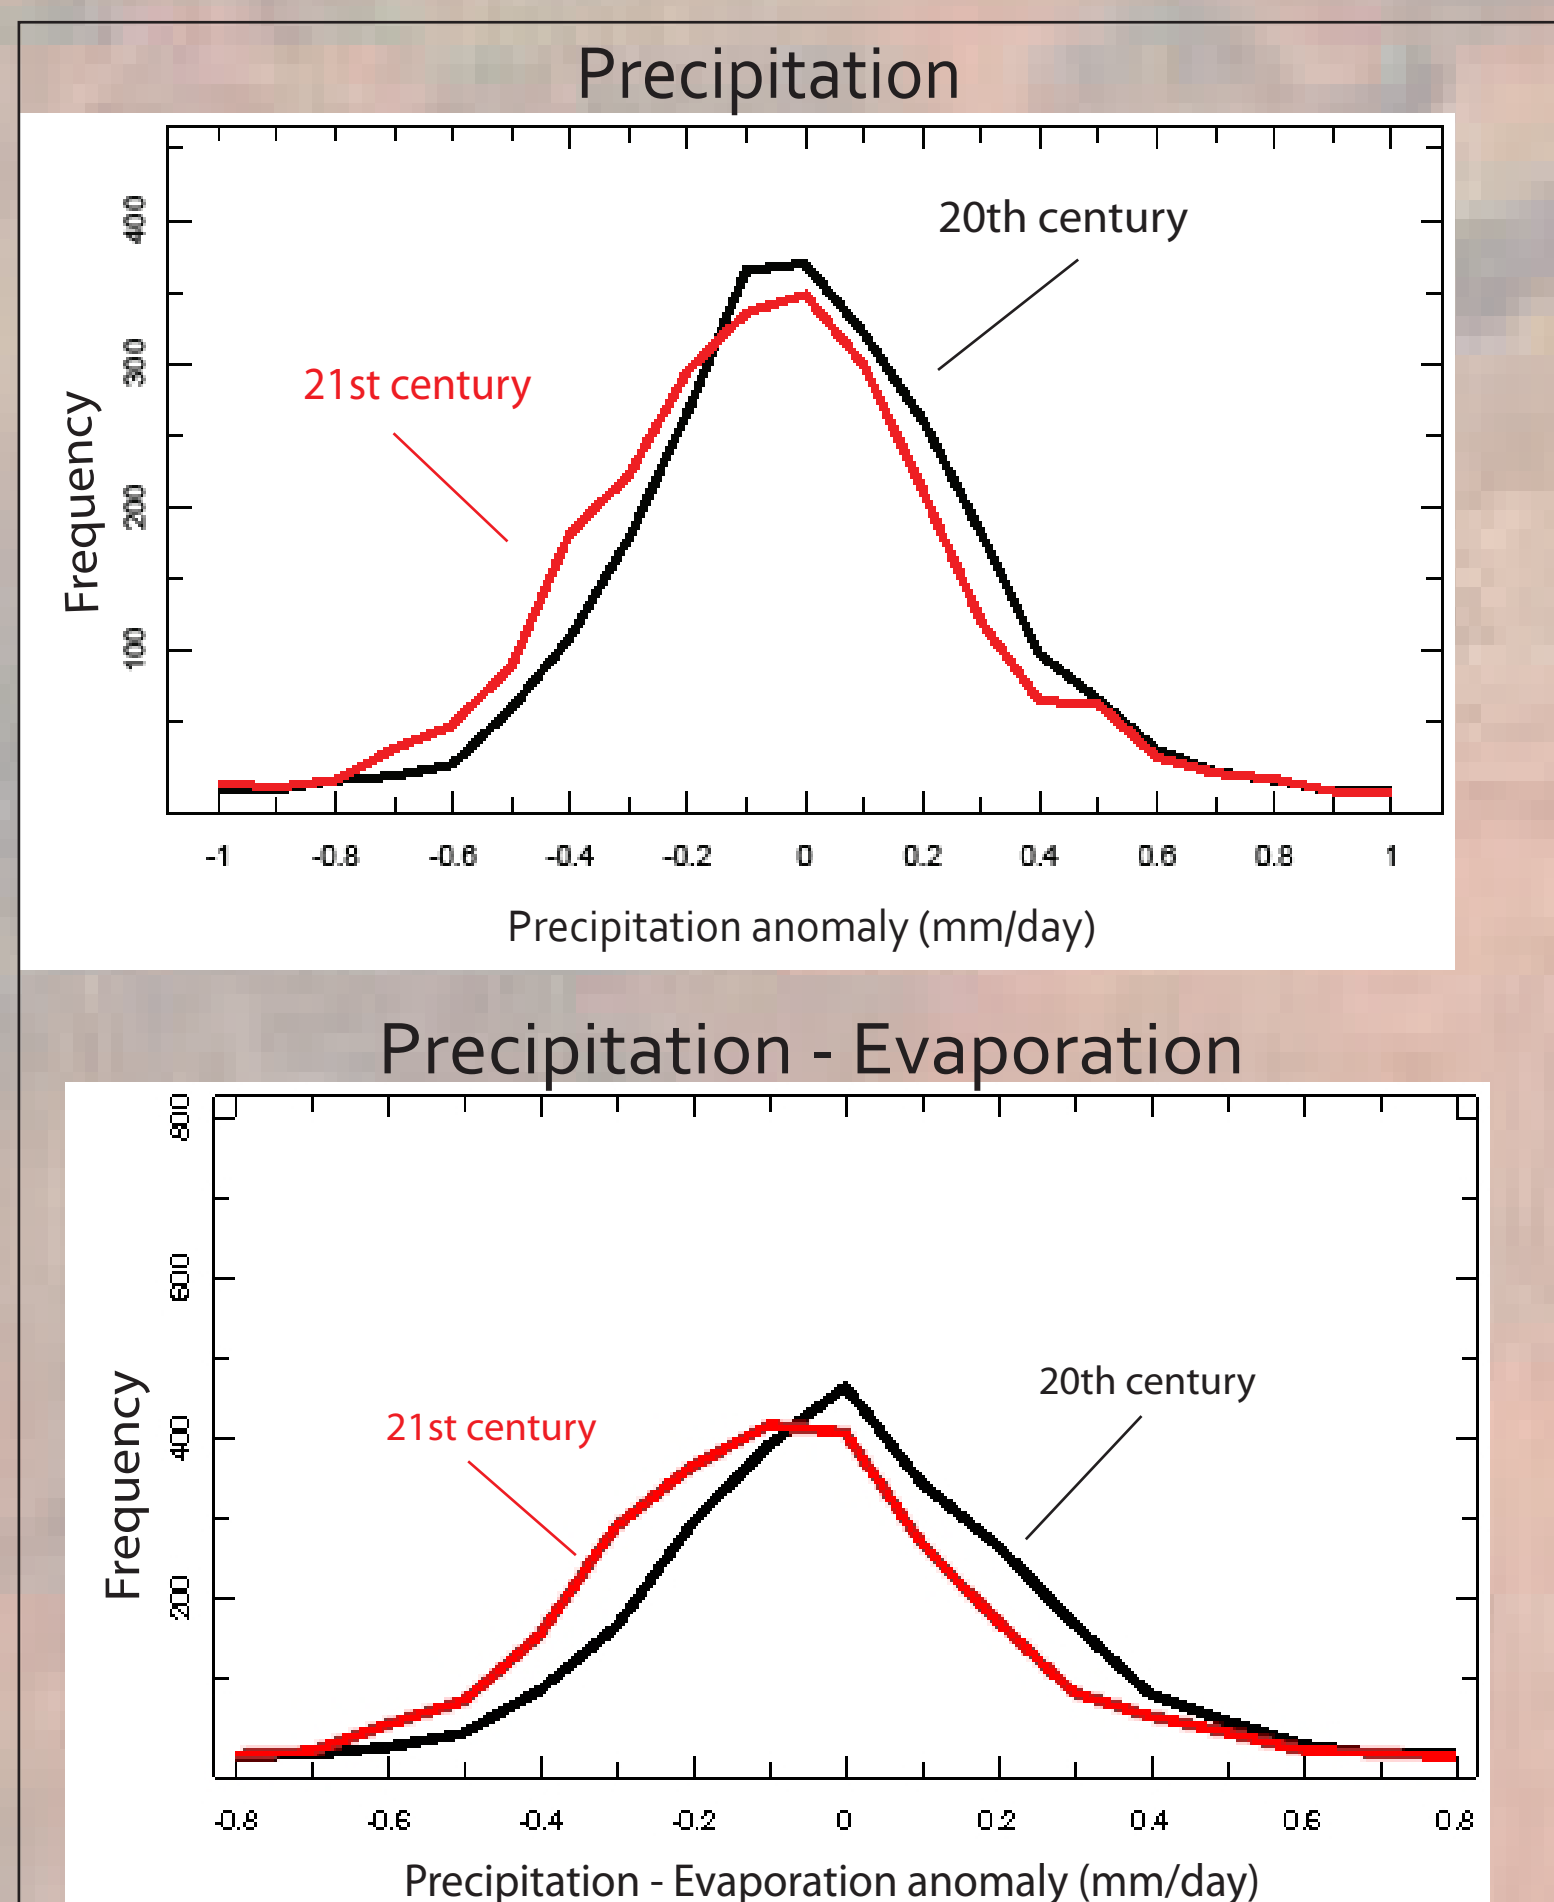 Precipitation
400
300
200
100
Frequency
20th century
21st century
-1 -0.8 -0.6 -0.4 -0.2 0 0.2 0.4 0.6 0.8 1
Precipitation anomaly (mm/day)
Precipitation - Evaporation
800
600
400
200
Frequency
20th century
21st century
-0.8 -0.6 -0.4 -0.2 0 0.2 0.4 0.6 0.8
Precipitation - Evaporation anomaly (mm/day)